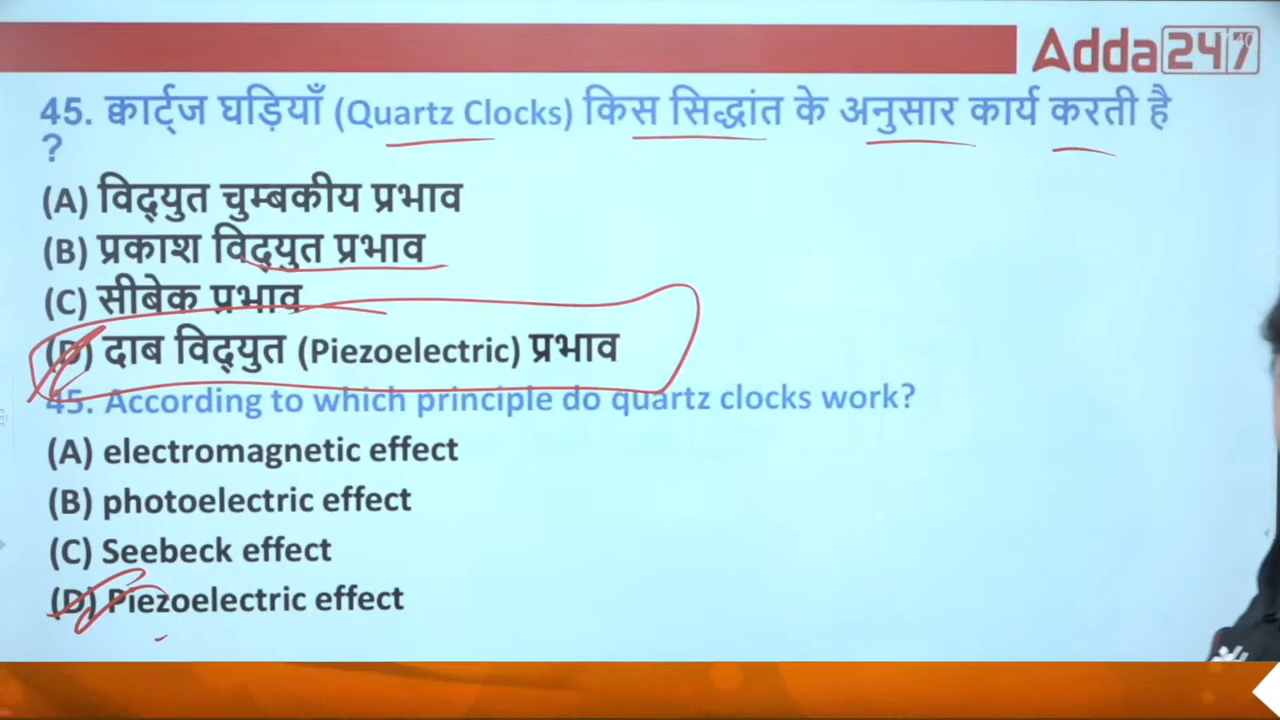 Adda247
45. क्वार्ट्ज घड़ियाँ (Quartz Clocks) किस सिद्धांत के अनुसार कार्य करती है
?
(A) विद्युत चुम्बकीय प्रभाव
(B) प्रकाश विद्युत प्रभाव
(C) सीबेक प्रभाव
(D) दाब विद्युत (Piezoelectric) प्रभाव
45. According to which principle do quartz clocks work?
(A) electromagnetic effect
(B) photoelectric effect
(C) Seebeck effect
(D) Piezoelectric effect